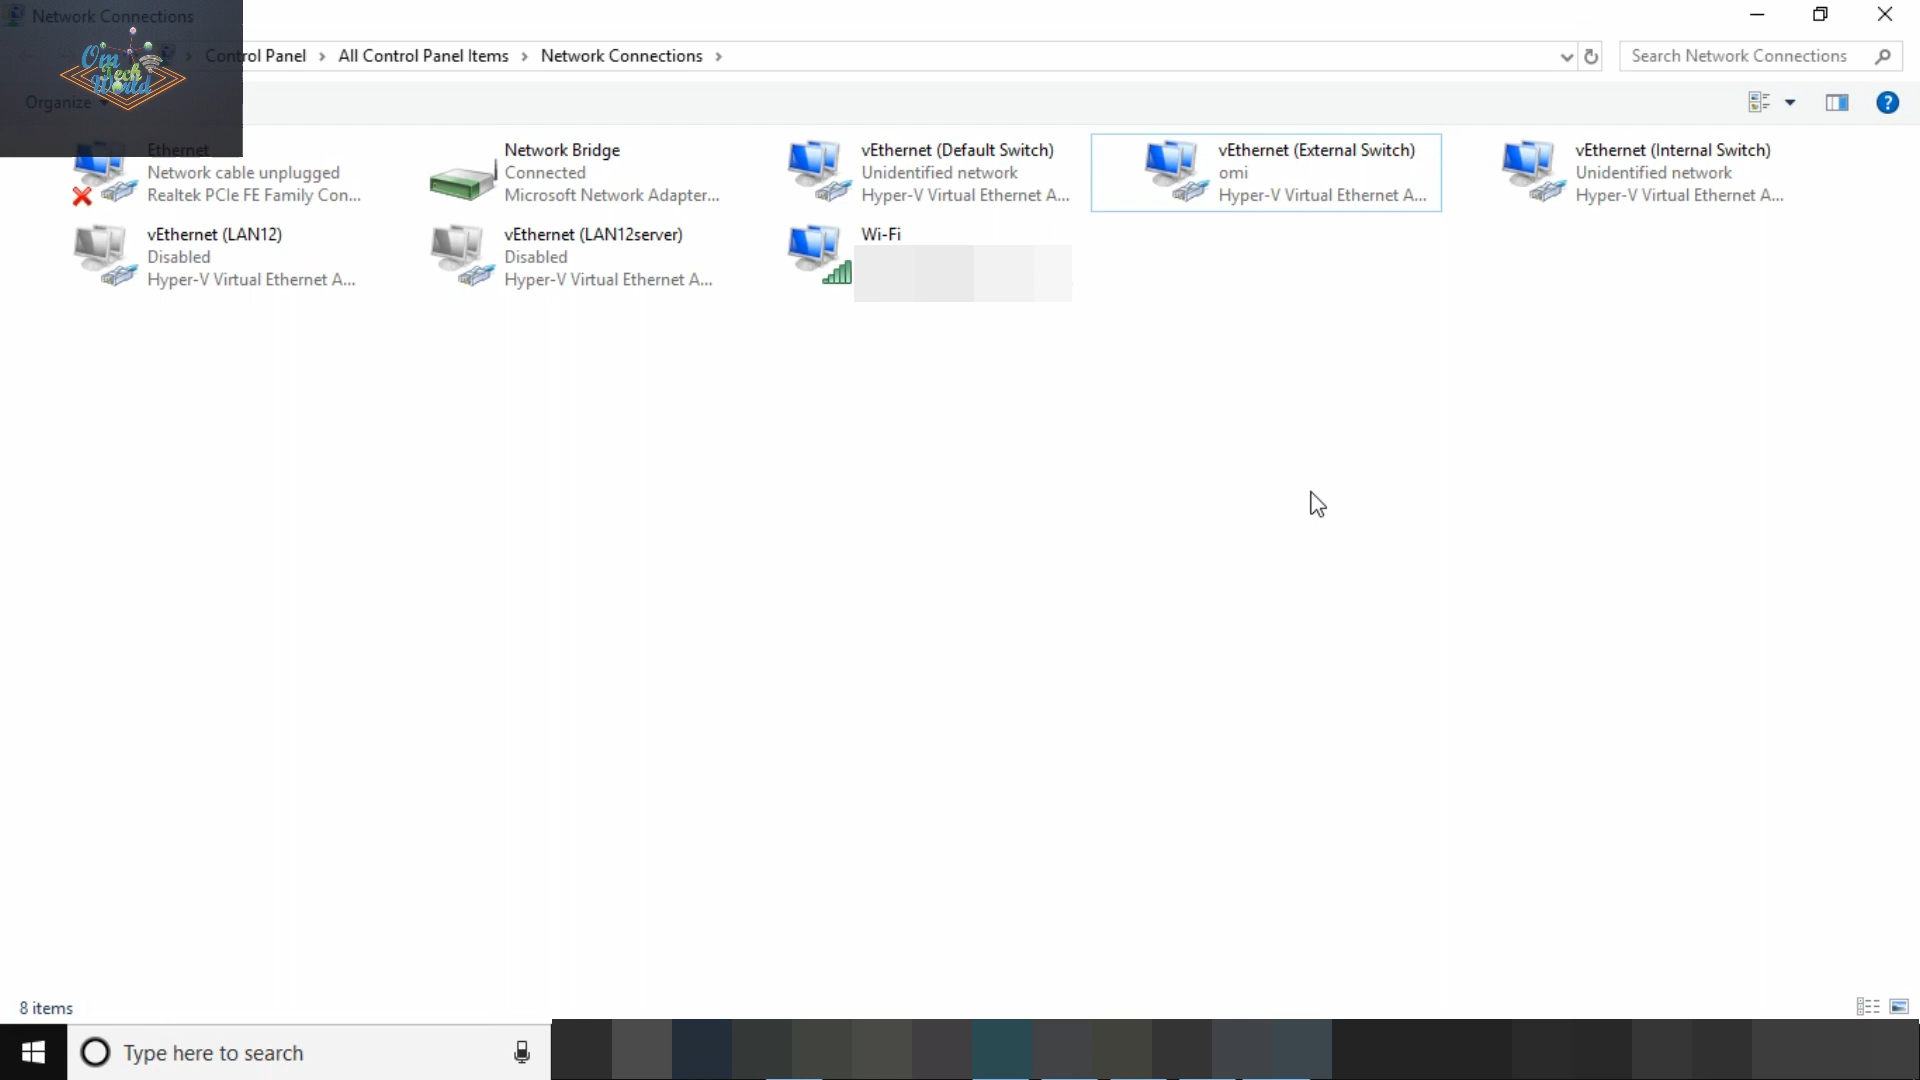 Network Connections
Om
Tech
World
Control Panel > All Control Panel Items > Network Connections >
Search Network Connections
Organize
Ethernet
Network cable unplugged
Realtek PCIe FE Family Con...
Network Bridge
Connected
Microsoft Network Adapter...
vEthernet (Default Switch)
Unidentified network
Hyper-V Virtual Ethernet A...
vEthernet (External Switch)
omi
Hyper-V Virtual Ethernet A...
vEthernet (Internal Switch)
Unidentified network
Hyper-V Virtual Ethernet A...
vEthernet (LAN12)
Disabled
Hyper-V Virtual Ethernet A...
vEthernet (LAN12server)
Disabled
Hyper-V Virtual Ethernet A...
Wi-Fi
8 items
Type here to search